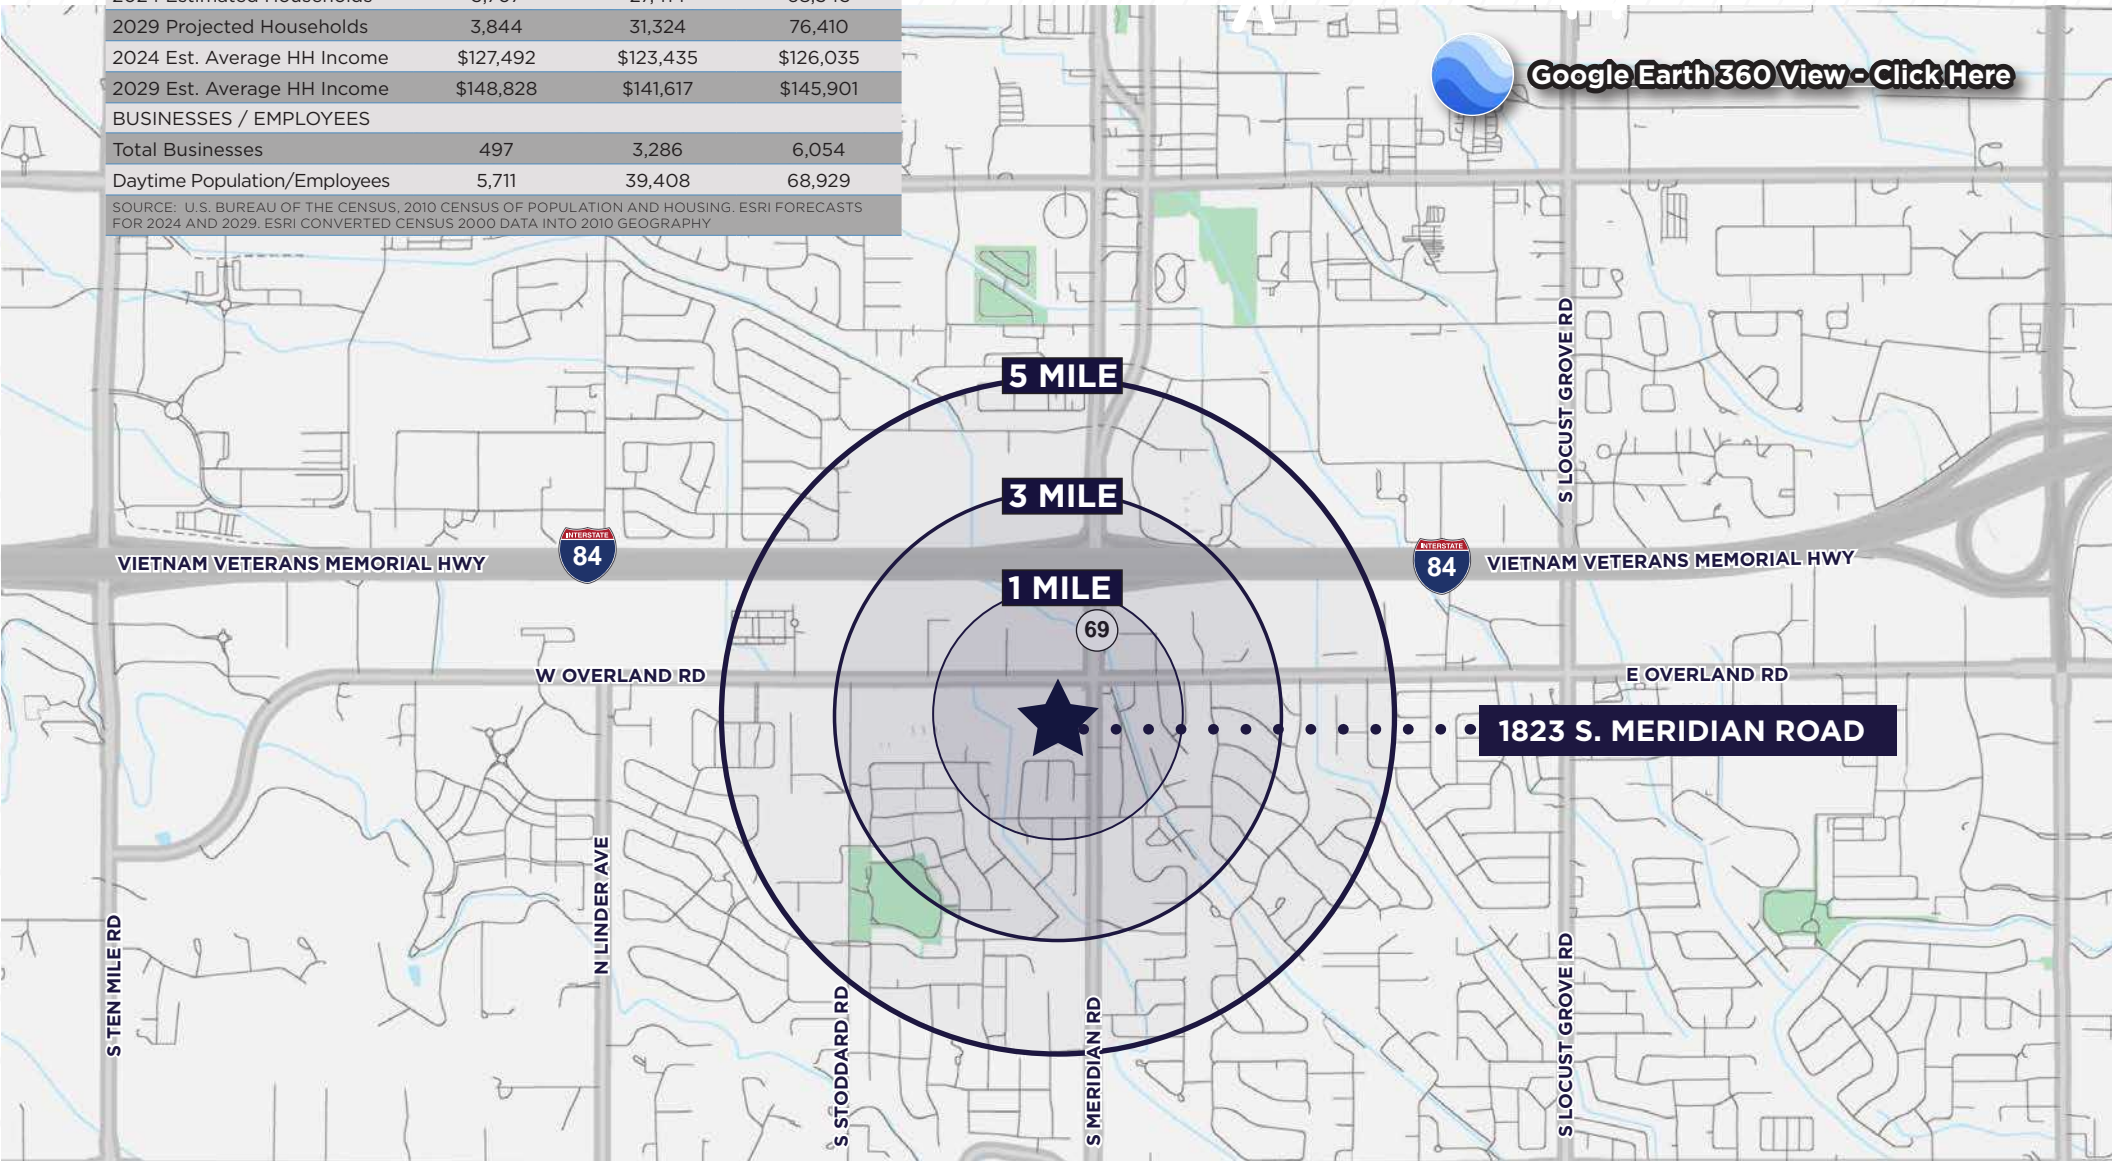 2029 Projected Households 3,844 31,324 76,410
2024 Est. Average HH Income $127,492 $123,435 $126,035
2029 Est. Average HH Income $148,828 $141,617 $145,901
BUSINESSES / EMPLOYEES
Total Businesses 497 3,286 6,054
Daytime Population/Employees 5,711 39,408 68,929
SOURCE: U.S. BUREAU OF THE CENSUS, 2010 CENSUS OF POPULATION AND HOUSING. ESRI FORECASTS
FOR 2024 AND 2029. ESRI CONVERTED CENSUS 2000 DATA INTO 2010 GEOGRAPHY
Google Earth 360 View - Click Here
S LOCUST GROVE RD
5 MILE
3 MILE
1 MILE
VIETNAM VETERANS MEMORIAL HWY
INTERSTATE
84
INTERSTATE
84
VIETNAM VETERANS MEMORIAL HWY
69
W OVERLAND RD
E OVERLAND RD
1823 S. MERIDIAN ROAD
S TEN MILE RD
N LINDER AVE
S STODDARD RD
S MERIDIAN RD
S LOCUST GROVE RD